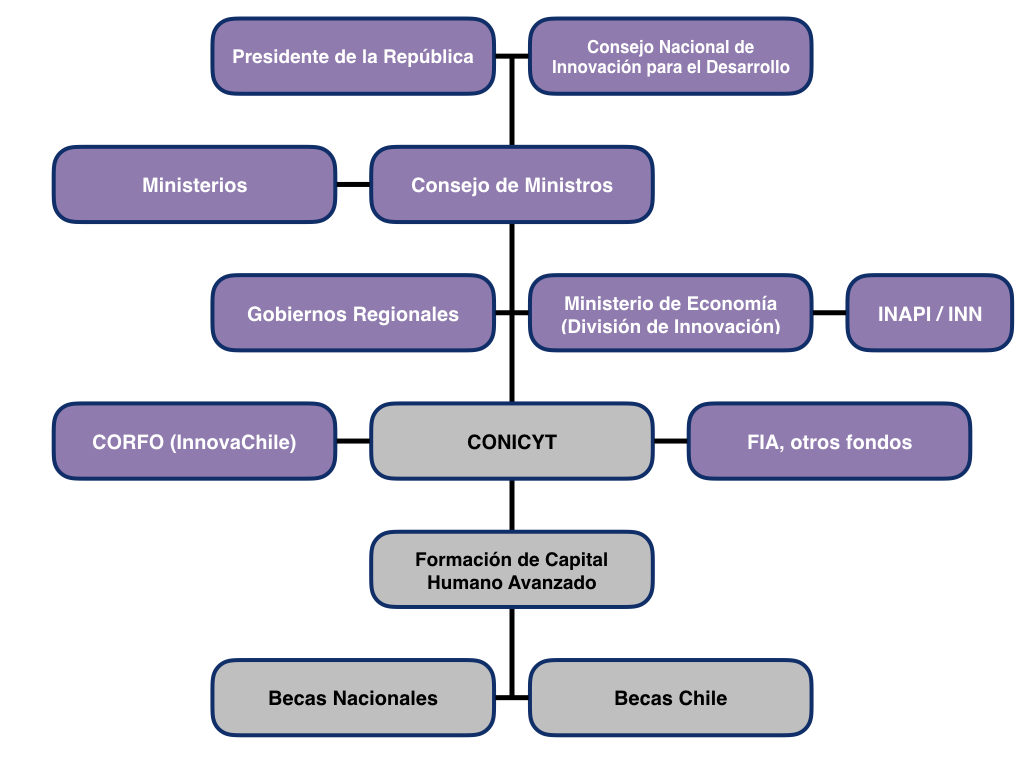 Presidente de la República
Consejo Nacional de
Innovación para el Desarrollo
Ministerios
Consejo de Ministros
Gobiernos Regionales
Ministerio de Economía
(División de Innovación)
INAPI / INN
CORFO (InnovaChile)
CONICYT
FIA, otros fondos
Formación de Capital
Humano Avanzado
Becas Nacionales
Becas Chile